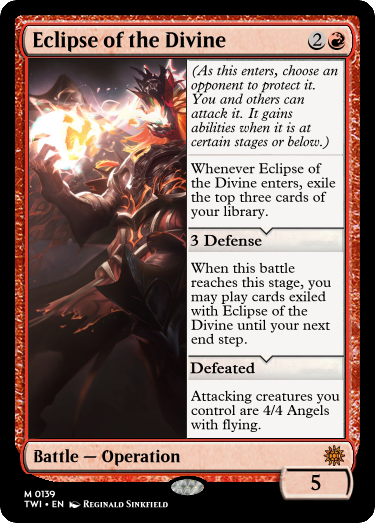 Eclipse of the Divine 2
(As this enters, choose an
opponent to protect it.
You and others can
attack it. It gains
abilities when it is at
certain stages or below.)
Whenever Eclipse of
the Divine enters, exile
the top three cards of
your library.
3 Defense
When this battle
reaches this stage, you
may play cards exiled
with Eclipse of the
Divine until your next
end step.
Defeated
Attacking creatures you
control are 4/4 Angels
with flying.
Battle — Operation
5
M 0139
TWI • EN Reginald Sinkfield